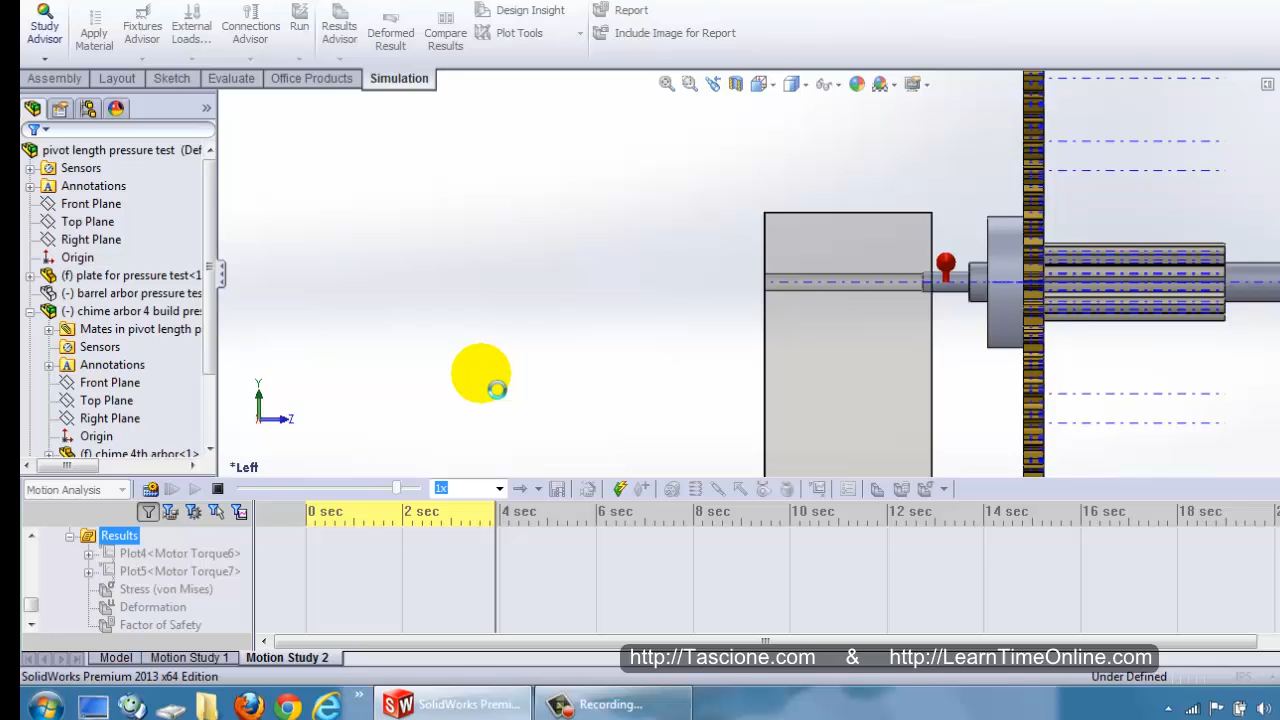 Study Advisor
Apply Material
Fixtures Advisor
External Loads...
Connections Advisor
Run
Results Advisor
Deformed Result
Compare Results
Design Insight
Plot Tools
Report
Include Image for Report
Assembly Layout Sketch Evaluate Office Products Simulation
pivot length pressure test (Def
Sensors
Annotations
Front Plane
Top Plane
Right Plane
Origin
(f) plate for pressure test<1
(-) barrel arbor pressure tes
(-) chime arbor 4 build
Mates in pivot length p
Sensors
Annotations
Front Plane
Top Plane
Right Plane
Origin
(f) chime 4th arbor<1>
Y
Z
*Left
Motion Analysis
1x
0 sec 2 sec 4 sec 6 sec 8 sec 10 sec 12 sec 14 sec 16 sec 18 sec 2
Results
Plot4<Motor Torque6>
Plot5<Motor Torque7>
Stress (von Mises)
Deformation
Factor of Safety
Model Motion Study 1 Motion Study 2
http://Tascione.com & http://LearnTimeOnline.com
SolidWorks Premium 2013 x64 Edition
Under Defined
IPS
SolidWorks Premi...
Recording...